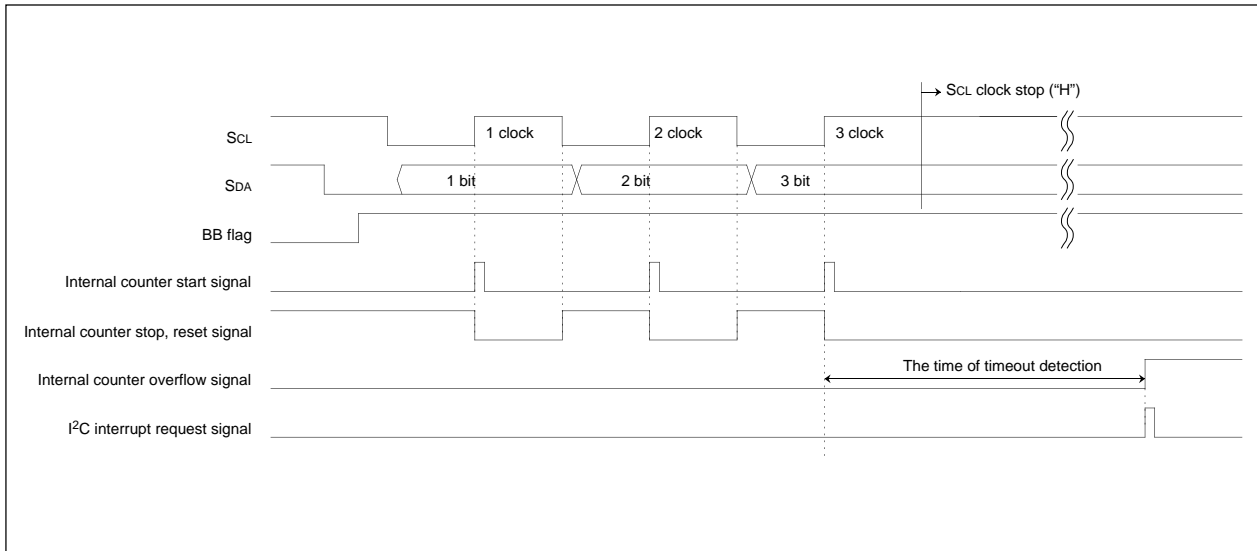 SCL clock stop (“H”)
SCL
1 clock
2 clock
3 clock
SDA
1 bit
2 bit
3 bit
BB flag
Internal counter start signal
Internal counter stop, reset signal
Internal counter overflow signal
The time of timeout detection
I²C interrupt request signal